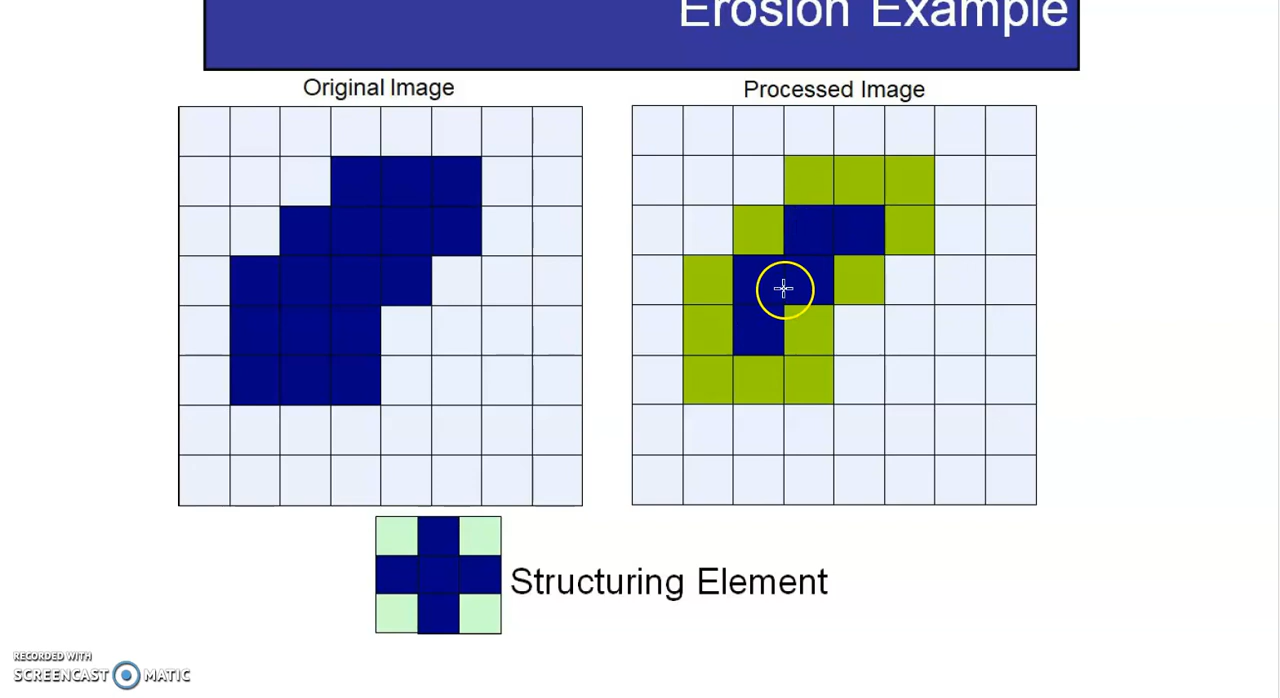 Erosion Example
Original Image
Processed Image
Structuring Element
RECORDED WITH
SCREENCAST MATIC